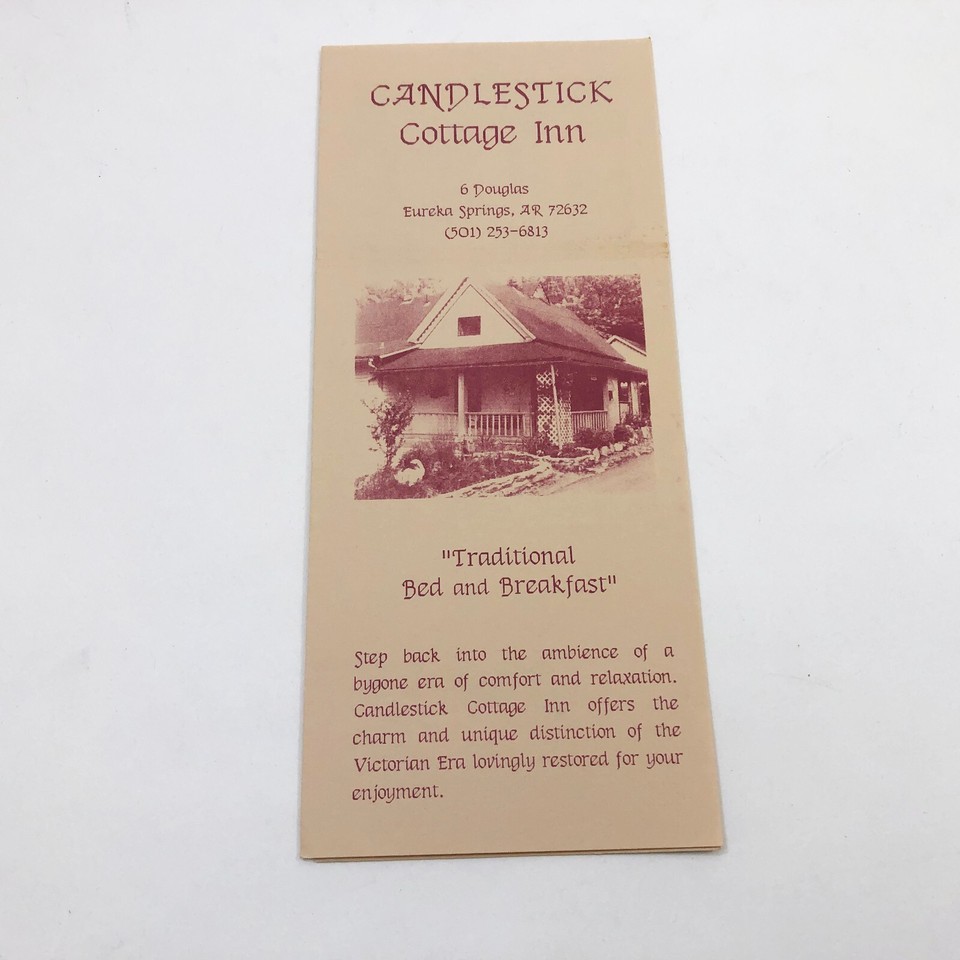 CANDLESTICK
Cottage Inn
6 Douglas
Eureka Springs, AR 72632
(501) 253-6813
"Traditional
Bed and Breakfast"
Step back into the ambience of a
bygone era of comfort and relaxation.
Candlestick Cottage Inn offers the
charm and unique distinction of the
Victorian Era lovingly restored for your
enjoyment.